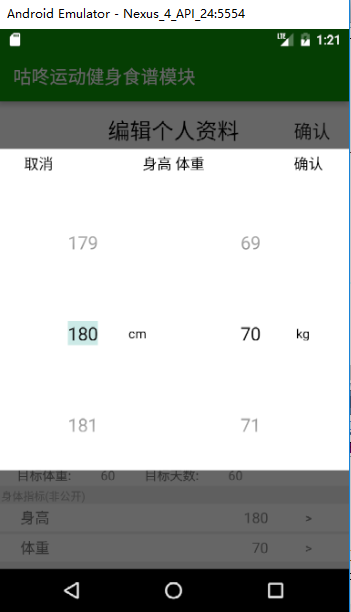 Android Emulator - Nexus_4_API_24:5554
LTE 1:21
咕咚运动健身食谱模块
编辑个人资料 确认
取消 身高 体重 确认
179 69
180 cm 70 kg
181 71
目标体重: 60 目标天数: 60
身体指标(非公开)
身高 180 >
体重 70 >